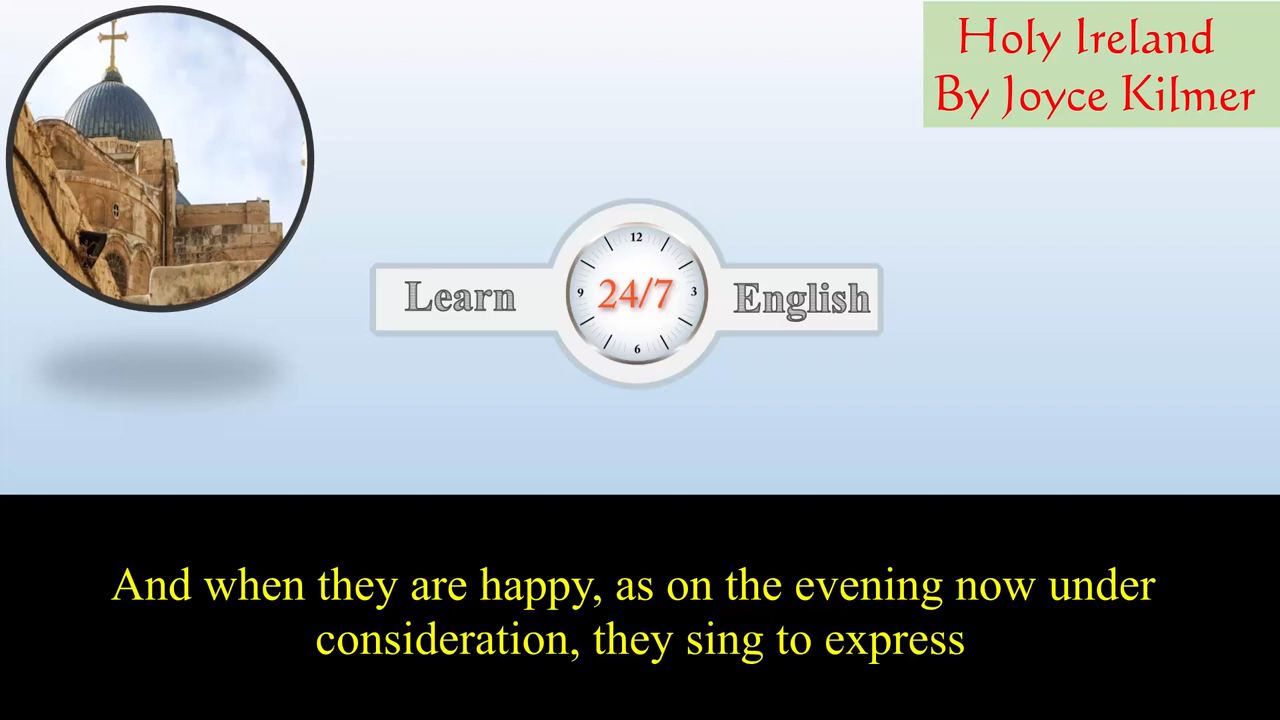 Holy Ireland
By Joyce Kilmer
Learn
12
9
24/7
3
6
English
And when they are happy, as on the evening now under
consideration, they sing to express